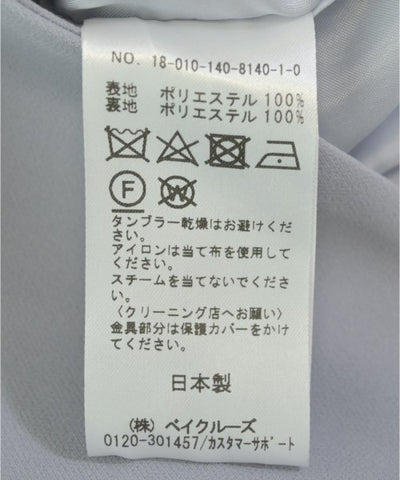 NO. 18-010-140-8140-1-0
表地 ポリエステル 100%
裏地 ポリエステル 100%
F W
タンブラー乾燥はお避けくだ
さい。
アイロンは当て布を使用して
ください。
スチームを当てないでくださ
い。
〈クリーニング店へお願い〉
金具部分は保護カバーをかけ
てください。
日本製
(株) ベイクルーズ
0120-301457/カスタマーサポート